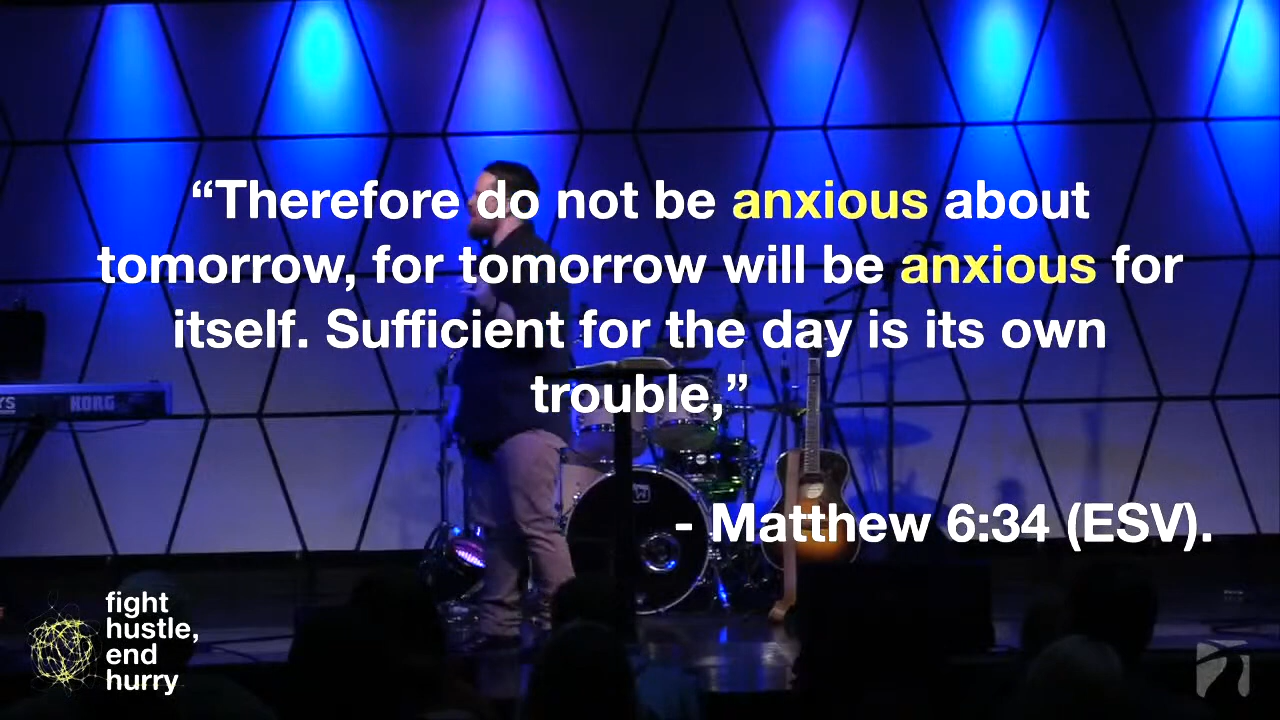 “Therefore do not be anxious about
tomorrow, for tomorrow will be anxious for
itself. Sufficient for the day is its own
trouble,”
- Matthew 6:34 (ESV).
KORG
fight
hustle,
end
hurry